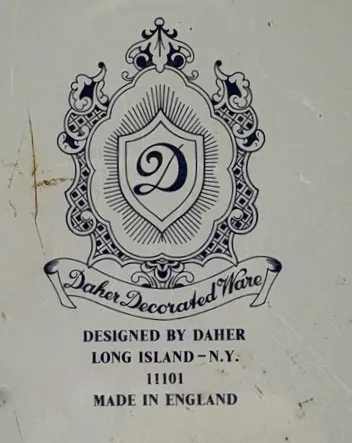 D
Daher Decorated Ware
DESIGNED BY DAHER
LONG ISLAND – N.Y.
11101
MADE IN ENGLAND